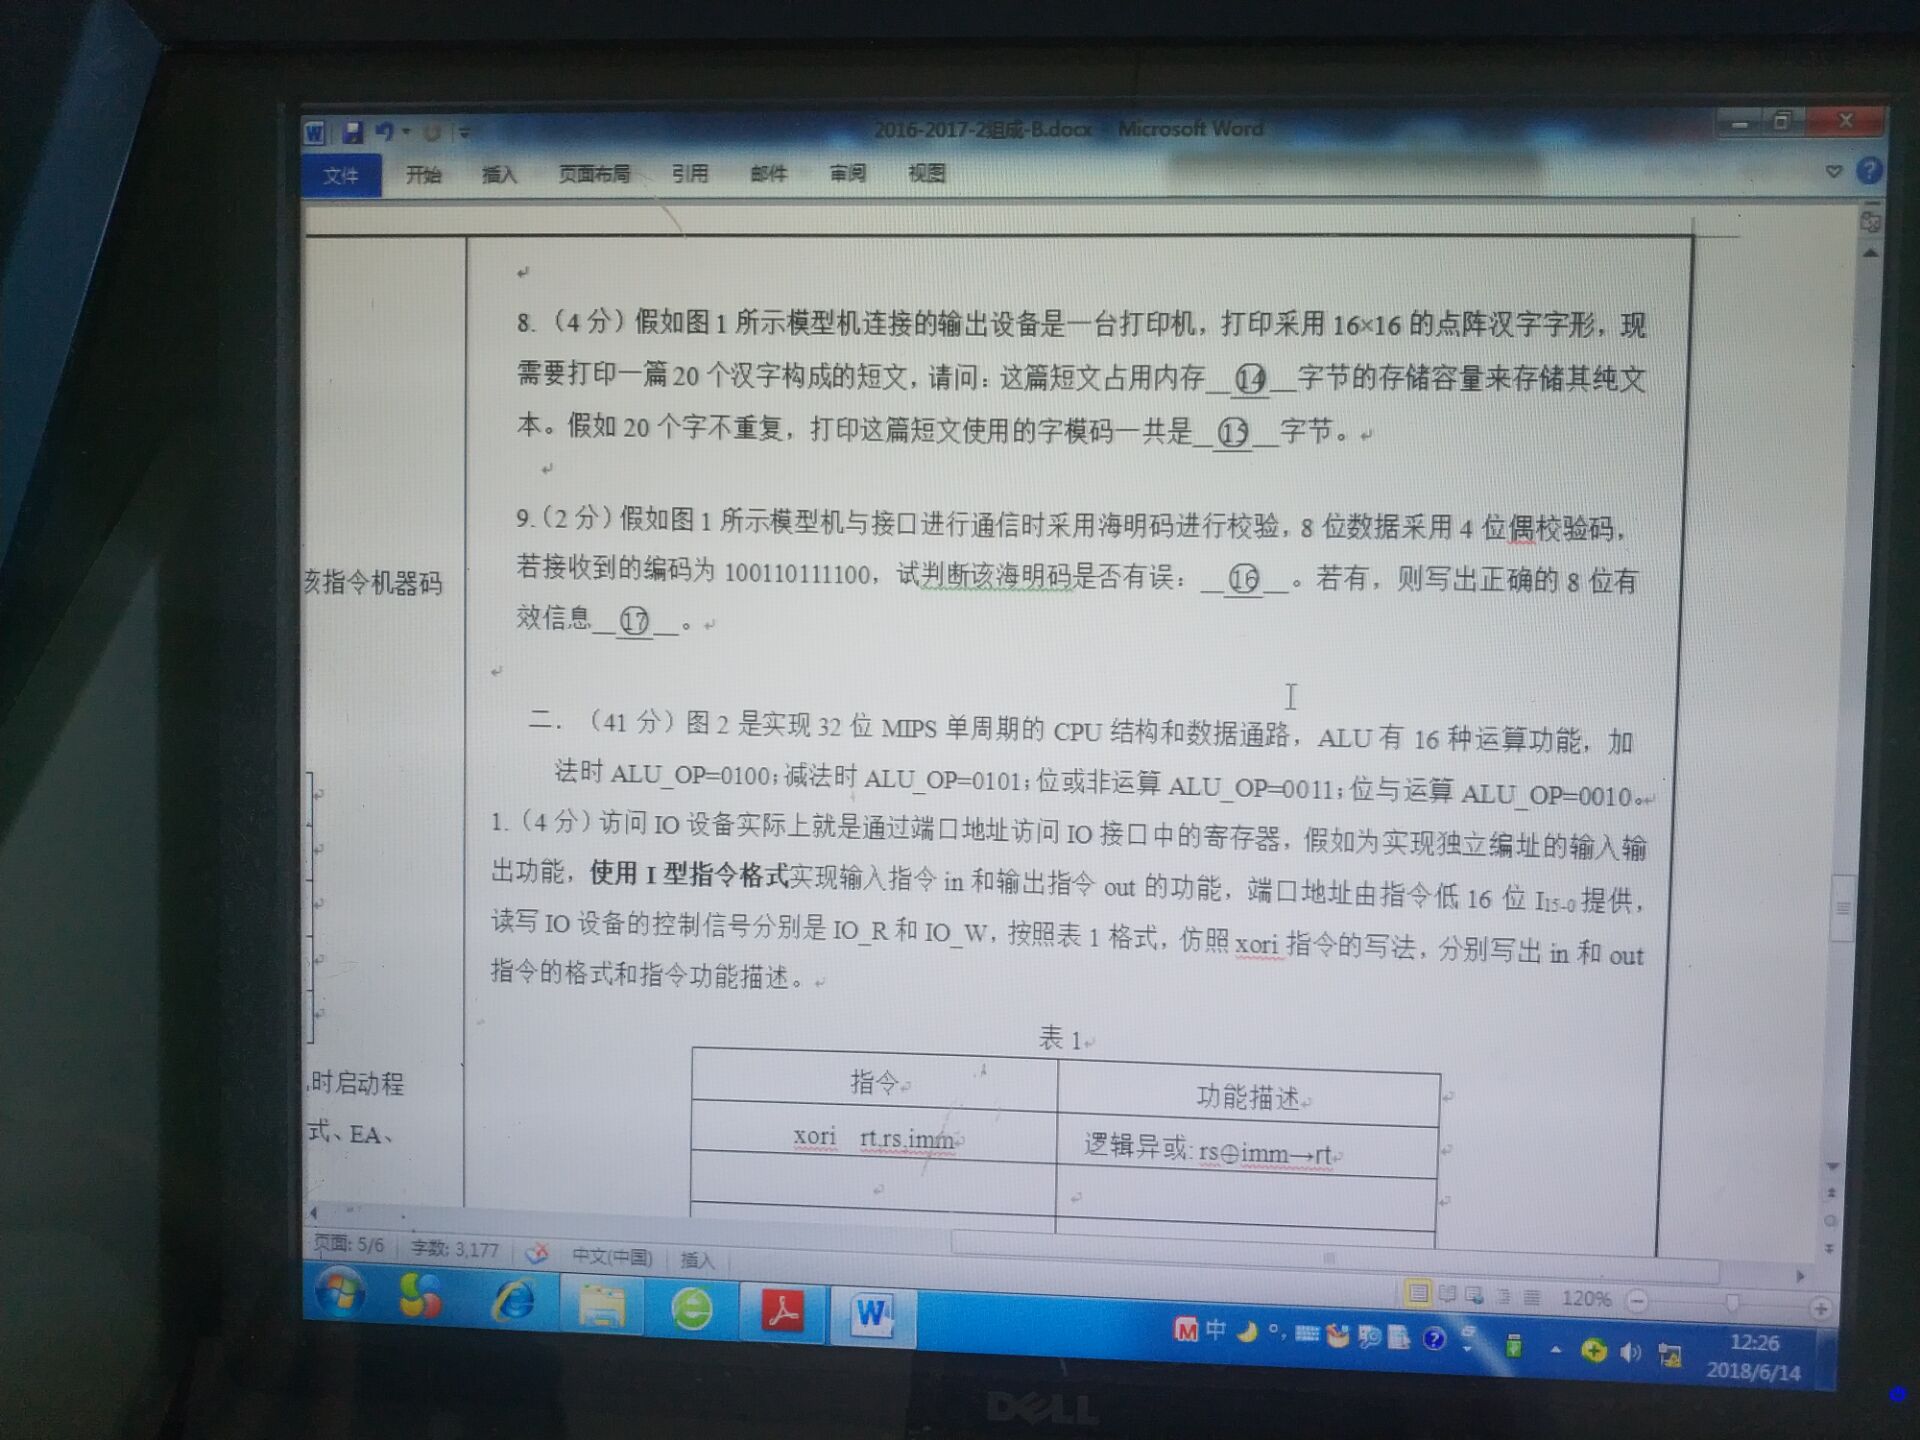 2016-2017-2组成-B.docx - Microsoft Word
文件 开始 插入 页面布局 引用 邮件 审阅 视图
8.（4 分）假如图 1 所示模型机连接的输出设备是一台打印机，打印采用 16×16 的点阵汉字字形，现
需要打印一篇 20 个汉字构成的短文，请问：这篇短文占用内存__⑭__字节的存储容量来存储其纯文
本。假如 20 个字不重复，打印这篇短文使用的字模码一共是__⑮__字节。
9.（2 分）假如图 1 所示模型机与接口进行通信时采用海明码进行校验，8 位数据采用 4 位偶校验码，
若接收到的编码为 100110111100，试判断该海明码是否有误：__⑯__。若有，则写出正确的 8 位有
效信息__⑰__。
该指令机器码
二．（41 分）图 2 是实现 32 位 MIPS 单周期的 CPU 结构和数据通路，ALU 有 16 种运算功能，加
法时 ALU_OP=0100；减法时 ALU_OP=0101；位或非运算 ALU_OP=0011；位与运算 ALU_OP=0010。
1.（4 分）访问 IO 设备实际上就是通过端口地址访问 IO 接口中的寄存器，假如为实现独立编址的输入输
出功能，使用 I 型指令格式实现输入指令 in 和输出指令 out 的功能，端口地址由指令低 16 位 I15-0 提供，
读写 IO 设备的控制信号分别是 IO_R 和 IO_W，按照表 1 格式，仿照 xori 指令的写法，分别写出 in 和 out
指令的格式和指令功能描述。
表 1
指令 功能描述
xori rt,rs,imm 逻辑异或: rs⊕imm→rt
时启动程
式、EA、
页面: 5/6 字数: 3,177 中文(中国) 插入 120%
中
12:26
2018/6/14
DELL